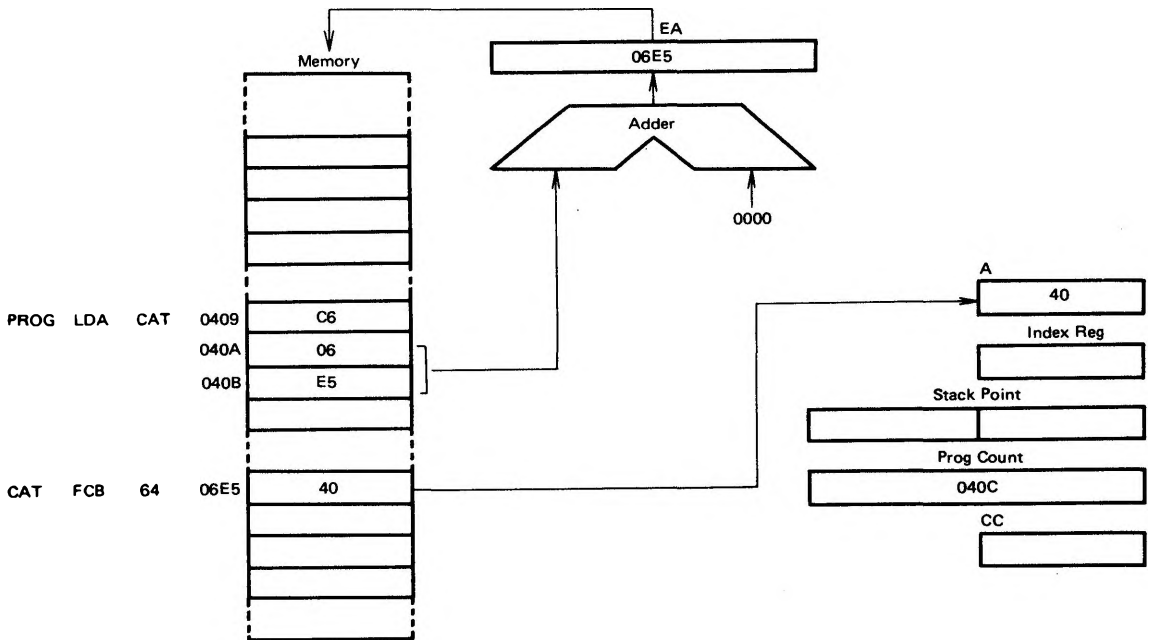 EA
06E5
Memory
Adder
0000
A
40
PROG LDA CAT 0409 C6
Index Reg
040A 06
040B E5
Stack Point
Prog Count
CAT FCB 64 06E5 40
040C
CC